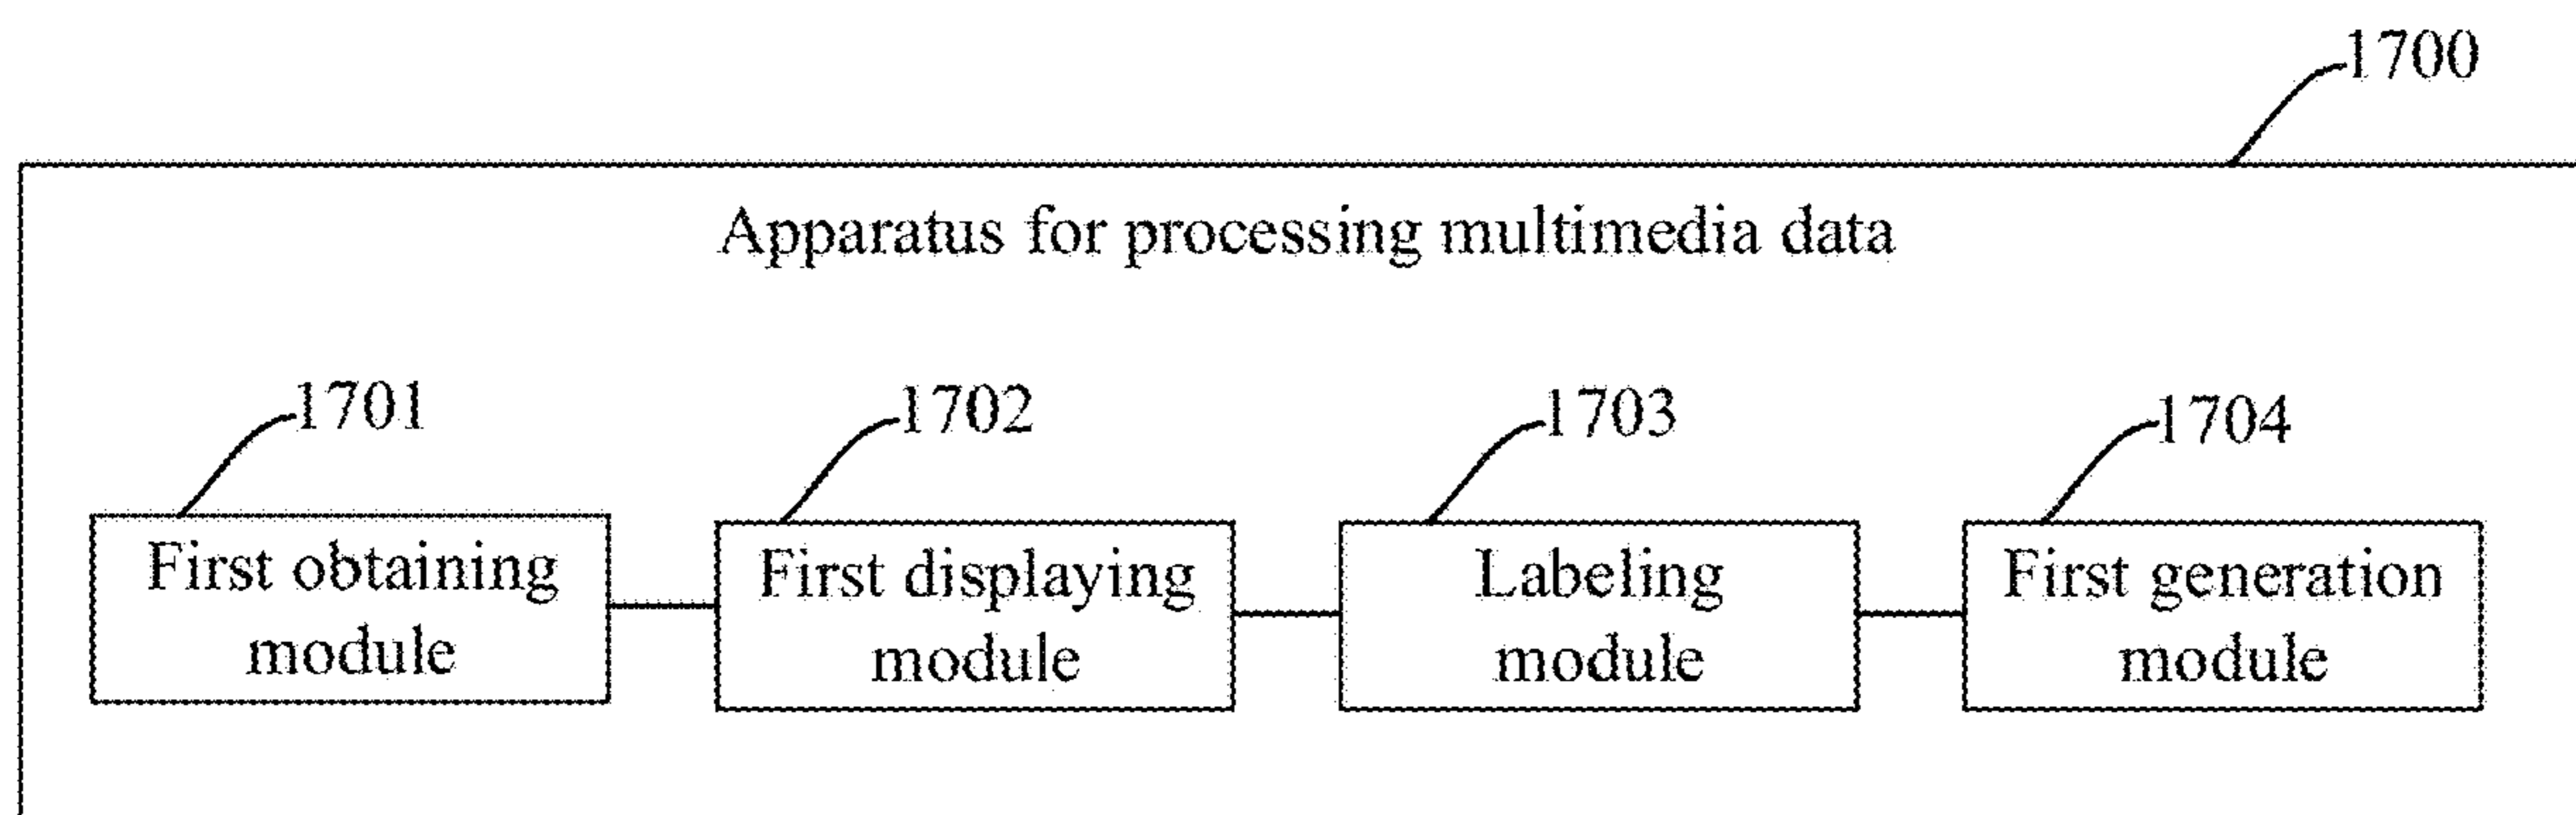 1700
Apparatus for processing multimedia data
1701
1702
1703
1704
First obtaining
module
First displaying
module
Labeling
module
First generation
module